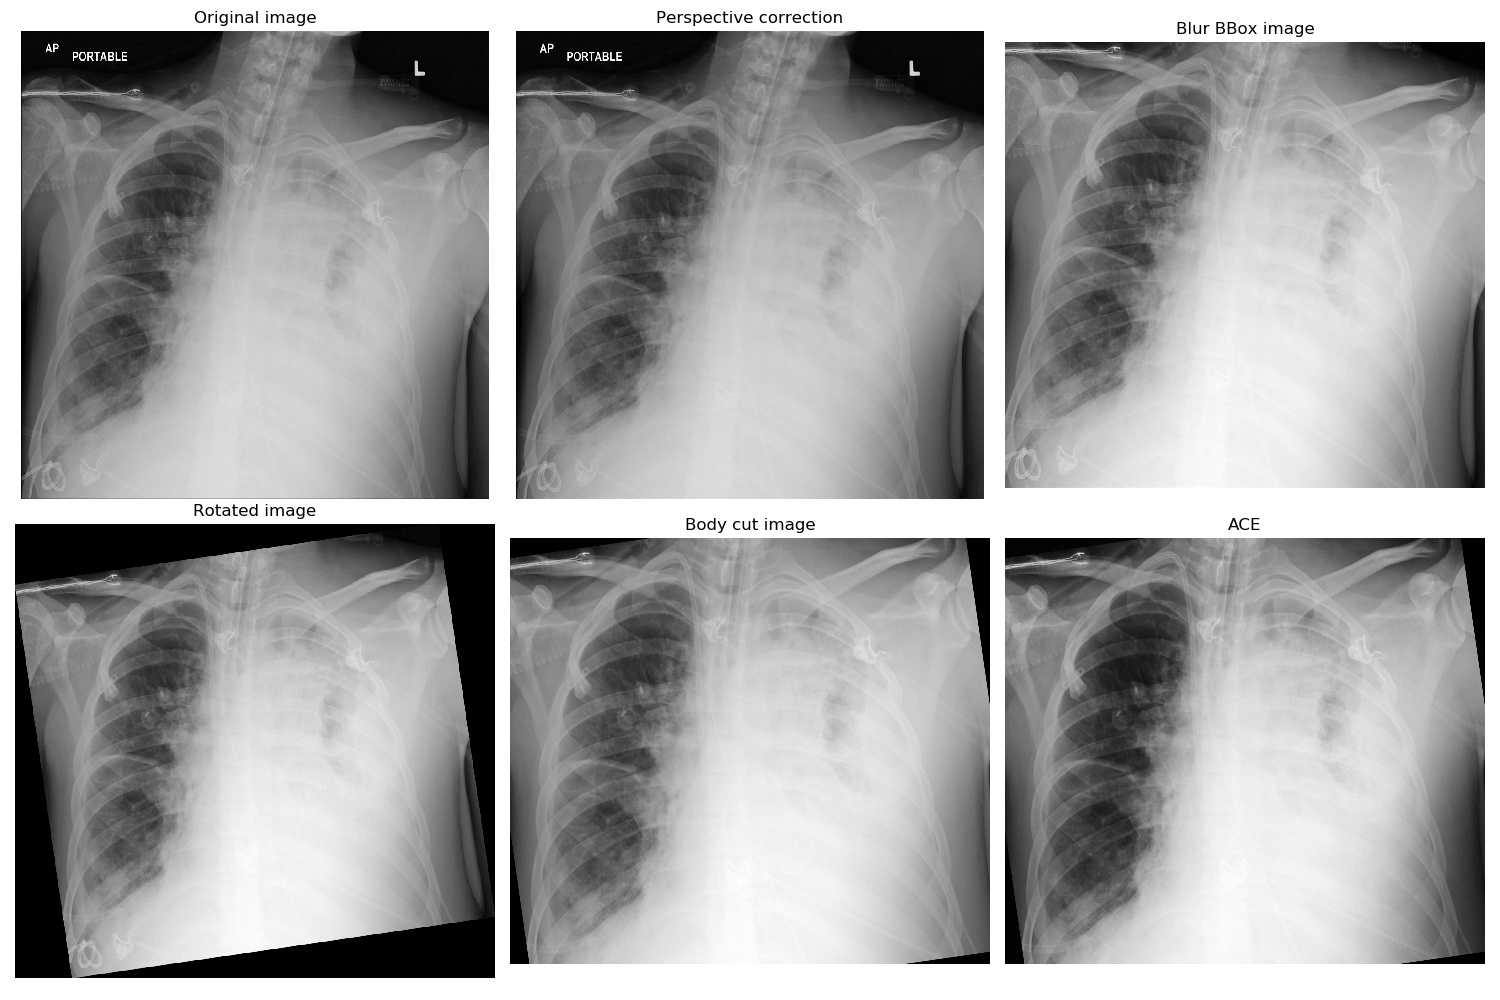 Original image
Perspective correction
Blur BBox image
AP
PORTABLE
L
AP
PORTABLE
L
Rotated image
Body cut image
ACE